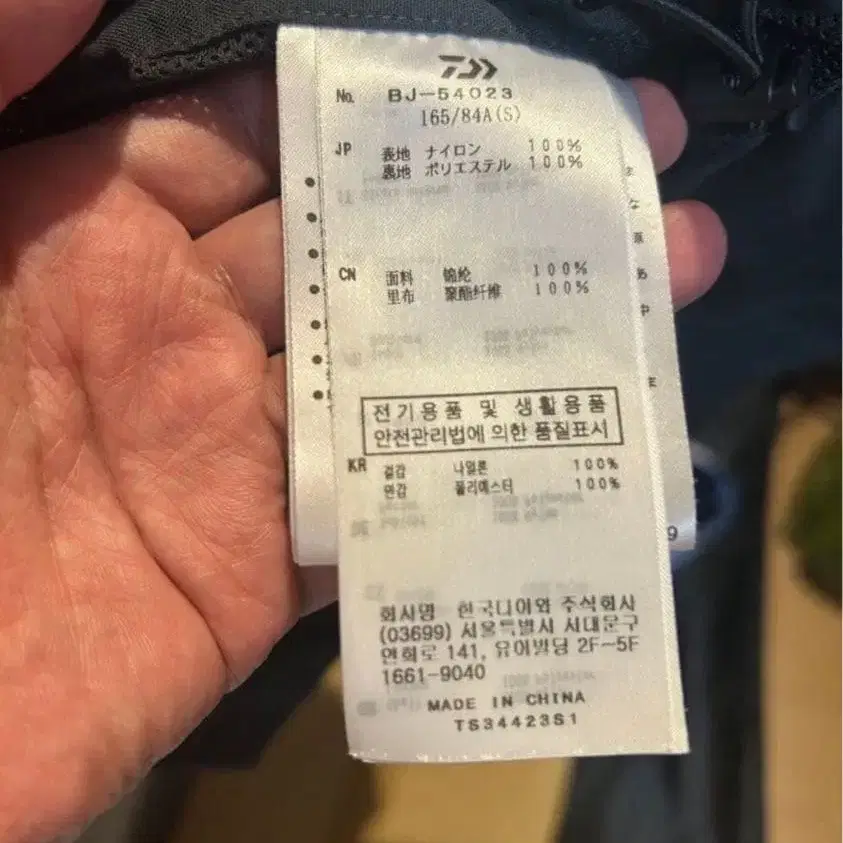 No. BJ-54023
165/84A(S)
JP 表地 ナイロン 100%
裏地 ポリエステル 100%
CN 面料 锦纶 100%
里布 聚酯纤维 100%
전기용품 및 생활용품
안전관리법에 의한 품질표시
KR 겉감 나일론 100%
안감 폴리에스터 100%
회사명 한국다이와 주식회사
(03699) 서울특별시 서대문구
연희로 141, 유어빌딩 2F-5F
1661-9040
MADE IN CHINA
TS34423S1